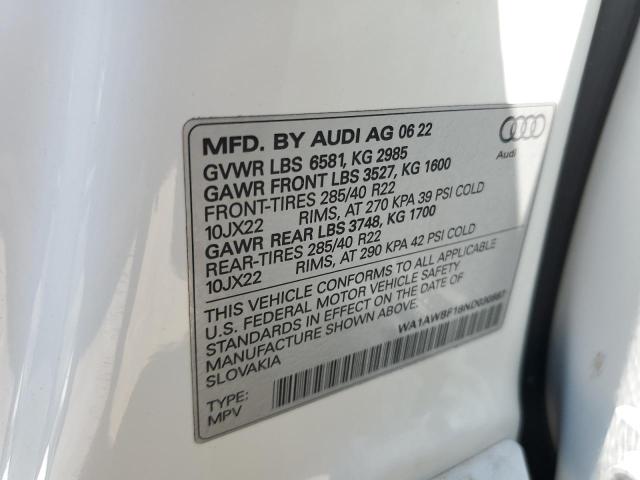 MFD. BY AUDI AG 06 22
GVWR LBS 6581, KG 2985
GAWR FRONT LBS 3527, KG 1600
FRONT-TIRES 285/40 R22
10JX22 RIMS, AT 270 KPA 39 PSI COLD
GAWR REAR LBS 3748, KG 1700
REAR-TIRES 285/40 R22
10JX22 RIMS, AT 290 KPA 42 PSI COLD
THIS VEHICLE CONFORMS TO ALL APPLICABLE
U.S. FEDERAL MOTOR VEHICLE SAFETY
STANDARDS IN EFFECT ON THE DATE OF
MANUFACTURE SHOWN ABOVE.
SLOVAKIA
TYPE:
MPV
Audi